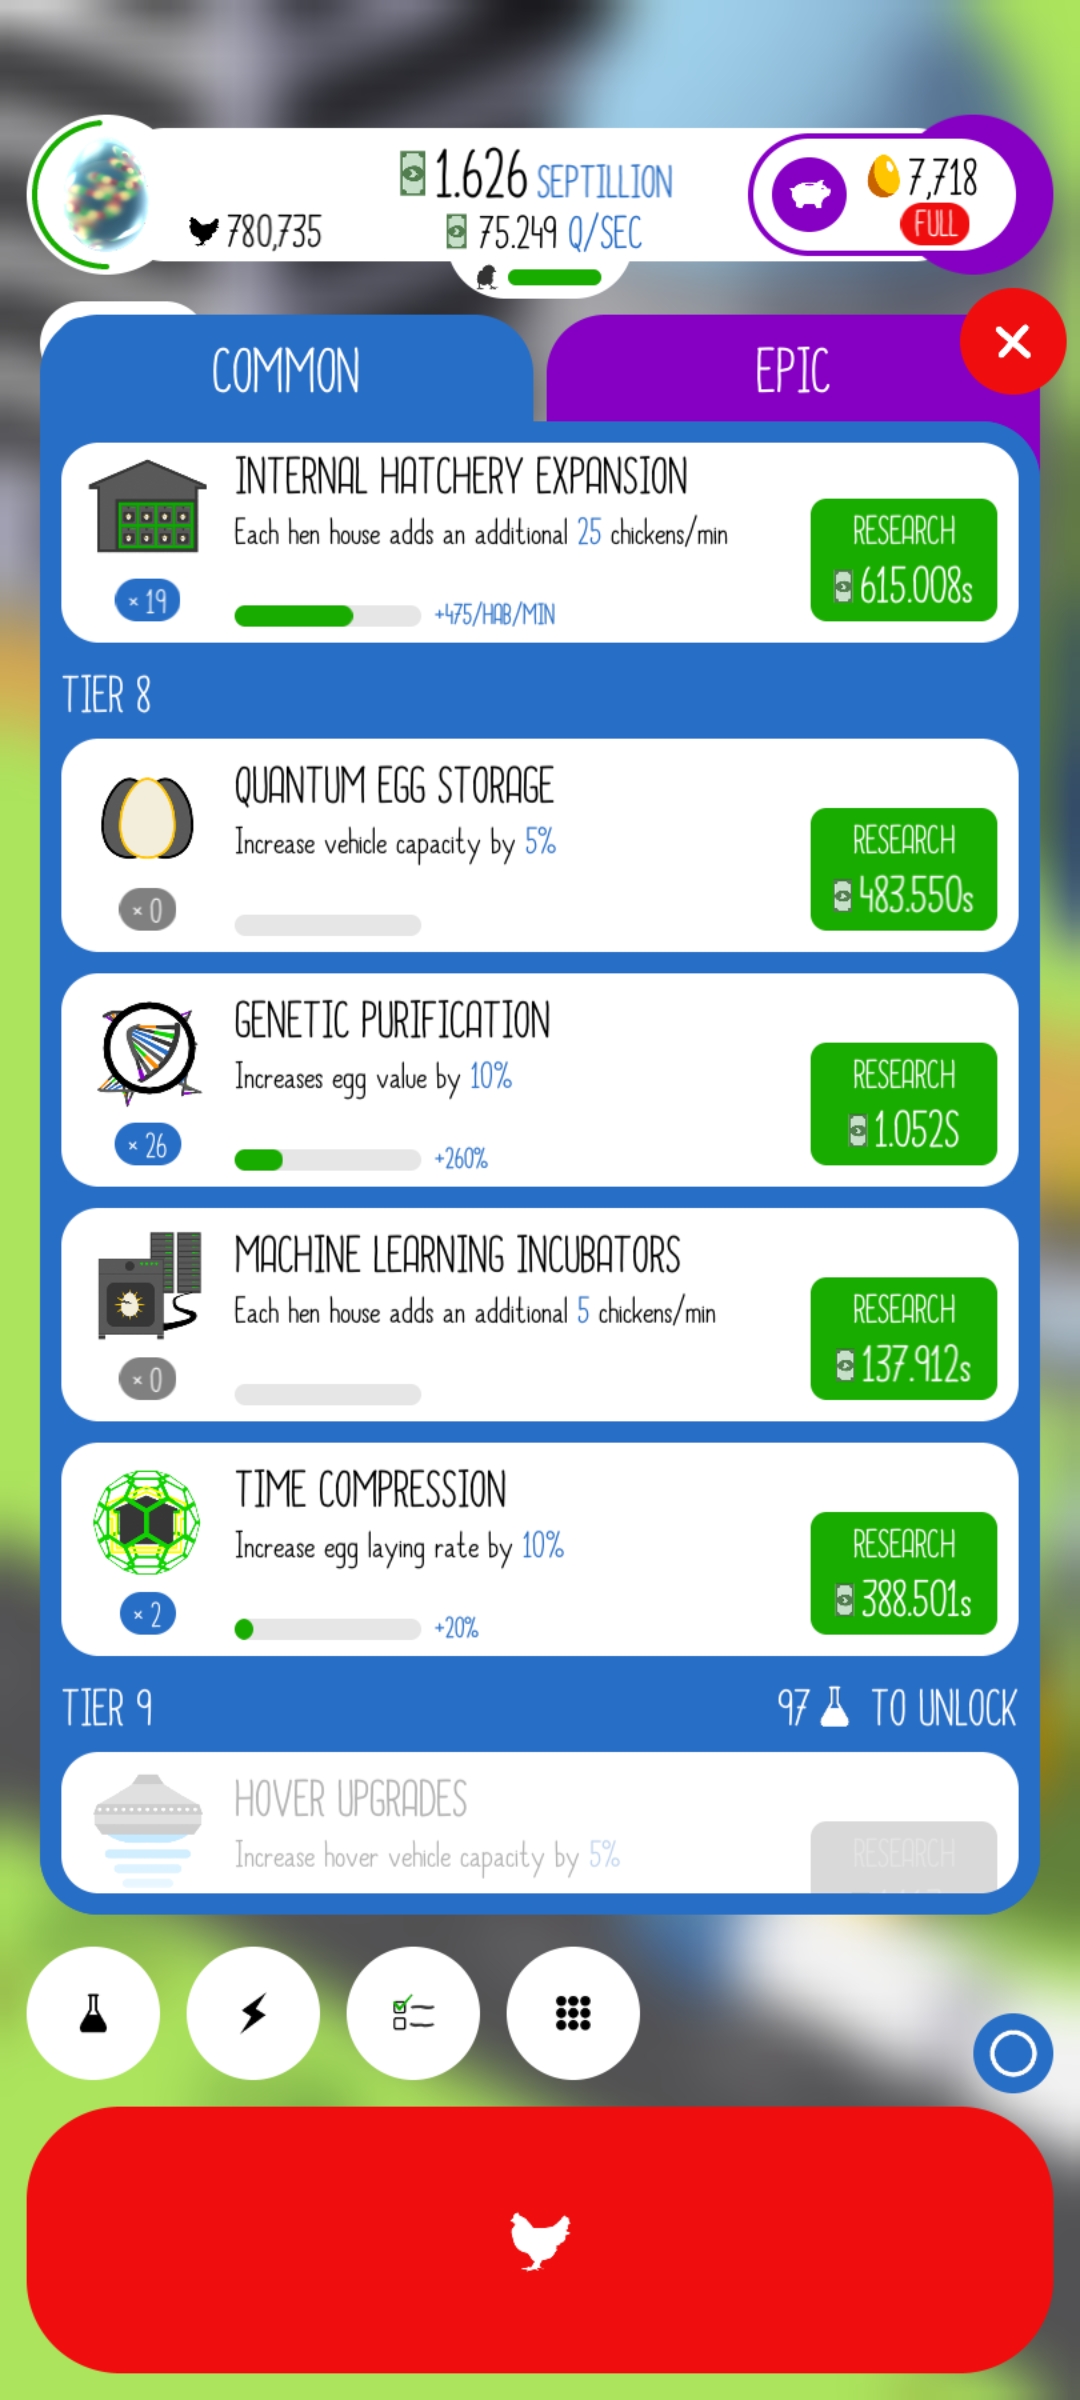 1.626 SEPTILLION
7,718
780,735
75.249 Q/SEC
FULL
COMMON
EPIC
INTERNAL HATCHERY EXPANSION
Each hen house adds an additional 25 chickens/min
RESEARCH
615.008s
× 19
+475/HAB/MIN
TIER 8
QUANTUM EGG STORAGE
Increase vehicle capacity by 5%
RESEARCH
483.550s
× 0
GENETIC PURIFICATION
Increases egg value by 10%
RESEARCH
1.052S
× 26
+260%
MACHINE LEARNING INCUBATORS
Each hen house adds an additional 5 chickens/min
RESEARCH
137.912s
× 0
TIME COMPRESSION
Increase egg laying rate by 10%
RESEARCH
388.501s
× 2
+20%
TIER 9
97 TO UNLOCK
HOVER UPGRADES
Increase hover vehicle capacity by 5%
RESEARCH